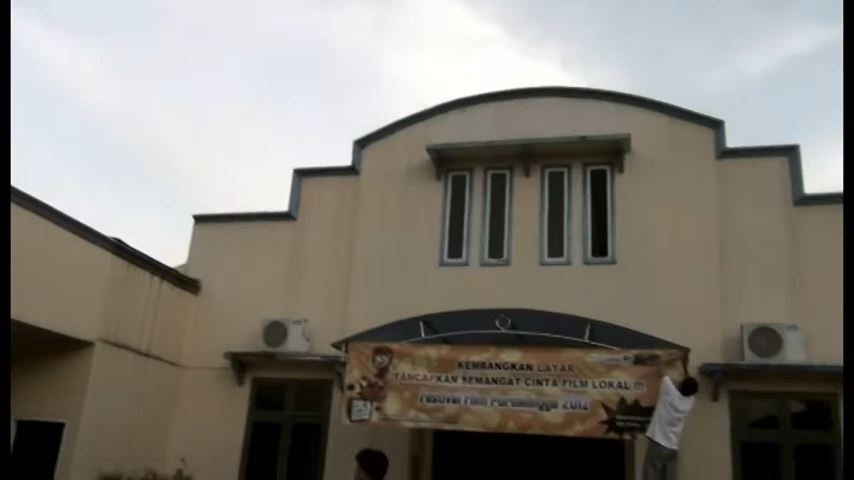 KEMBANGKAN LAYAR
TANCAPKAN SEMANGAT CINTA FILM LOKAL !!!
Festival Film Purbalingga 2012